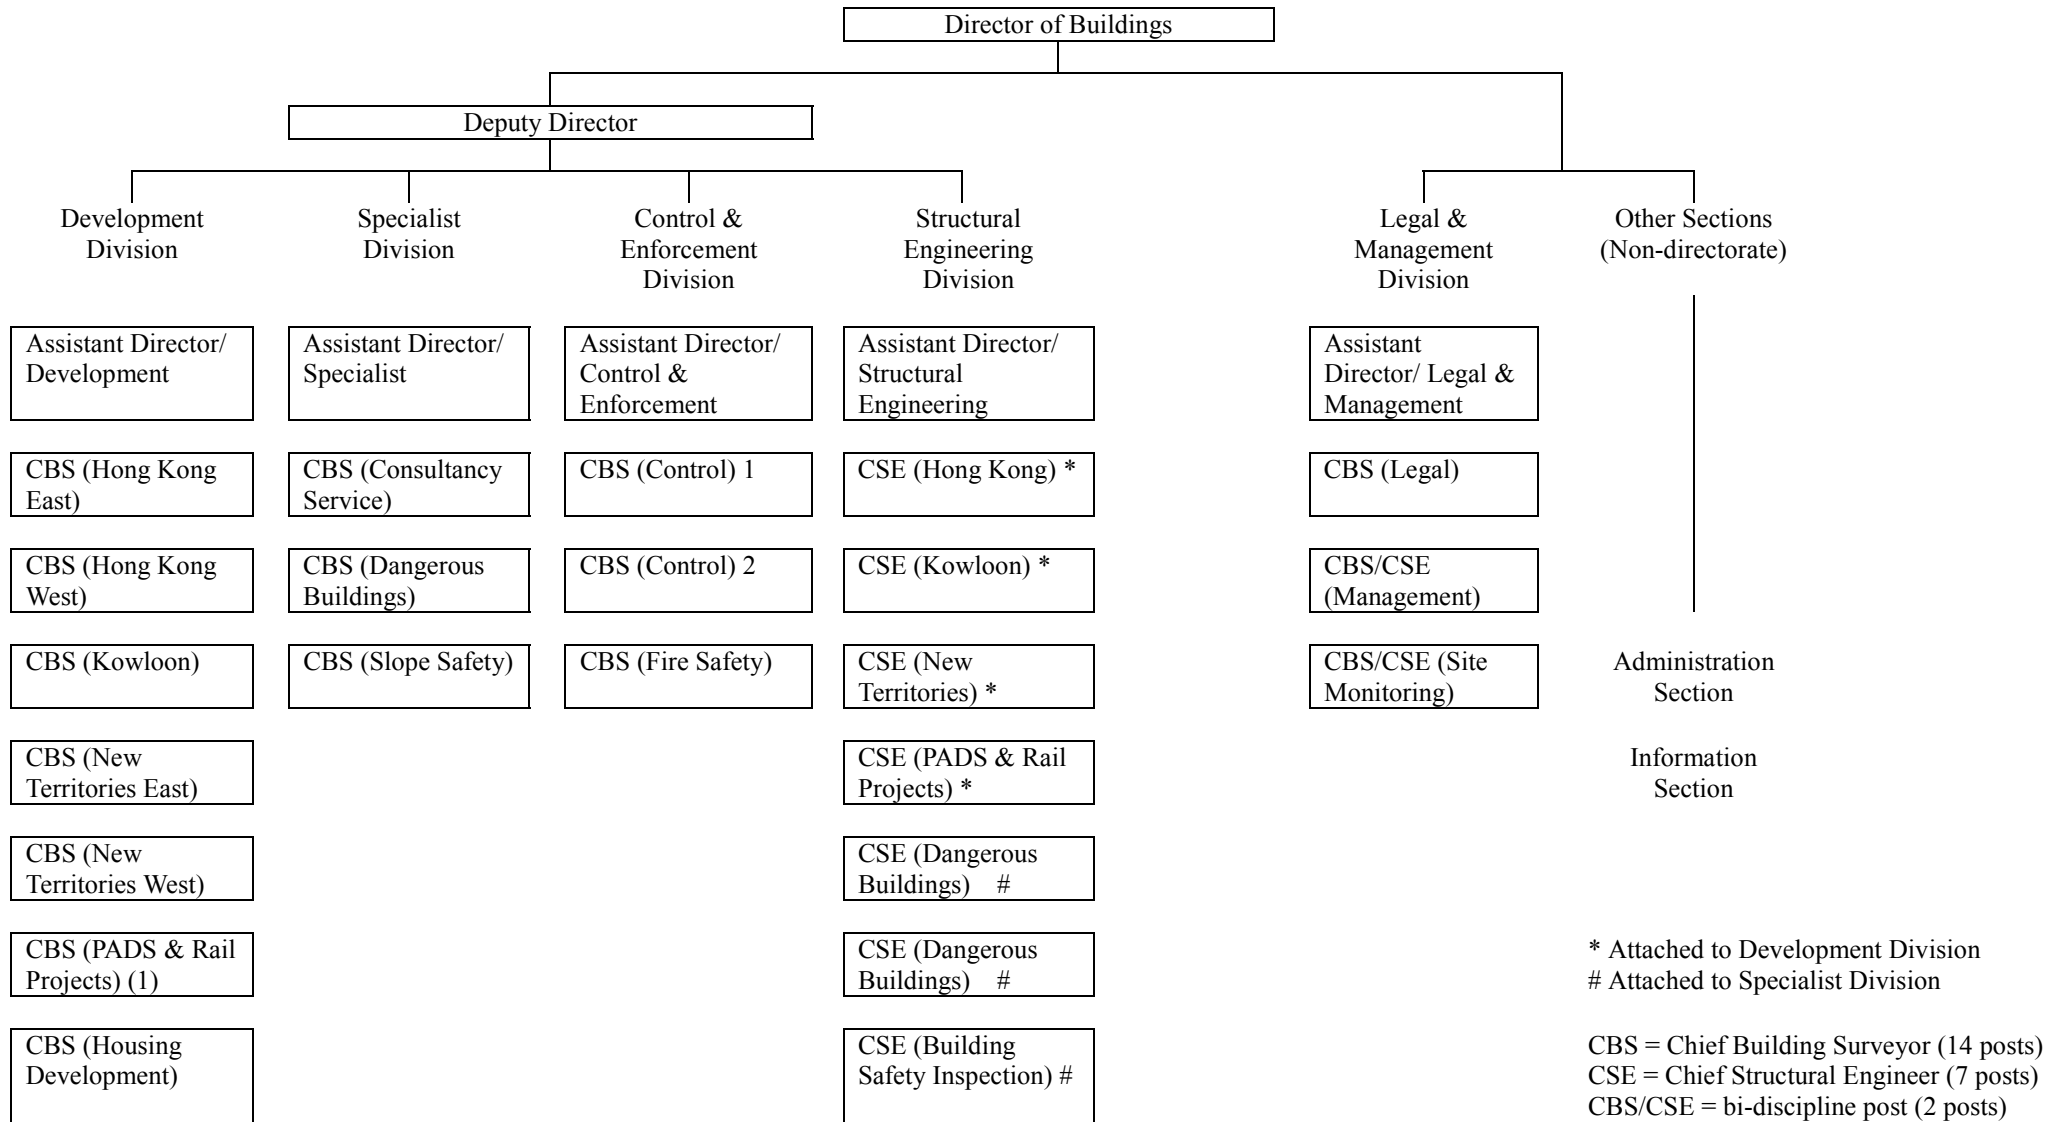 Director of Buildings
Deputy Director
Development
Division
Specialist
Division
Control &
Enforcement
Division
Structural
Engineering
Division
Legal &
Management
Division
Other Sections
(Non-directorate)
Assistant Director/
Development
Assistant Director/
Specialist
Assistant Director/
Control &
Enforcement
Assistant Director/
Structural
Engineering
Assistant
Director/ Legal &
Management
CBS (Hong Kong
East)
CBS (Consultancy
Service)
CBS (Control) 1
CSE (Hong Kong) *
CBS (Legal)
CBS (Hong Kong
West)
CBS (Dangerous
Buildings)
CBS (Control) 2
CSE (Kowloon) *
CBS/CSE
(Management)
CBS (Kowloon)
CBS (Slope Safety)
CBS (Fire Safety)
CSE (New
Territories) *
CBS/CSE (Site
Monitoring)
Administration
Section
CBS (New
Territories East)
CSE (PADS & Rail
Projects) *
Information
Section
CBS (New
Territories West)
CSE (Dangerous
Buildings) #
CBS (PADS & Rail
Projects) (1)
CSE (Dangerous
Buildings) #
* Attached to Development Division
# Attached to Specialist Division
CBS (Housing
Development)
CSE (Building
Safety Inspection) #
CBS = Chief Building Surveyor (14 posts)
CSE = Chief Structural Engineer (7 posts)
CBS/CSE = bi-discipline post (2 posts)